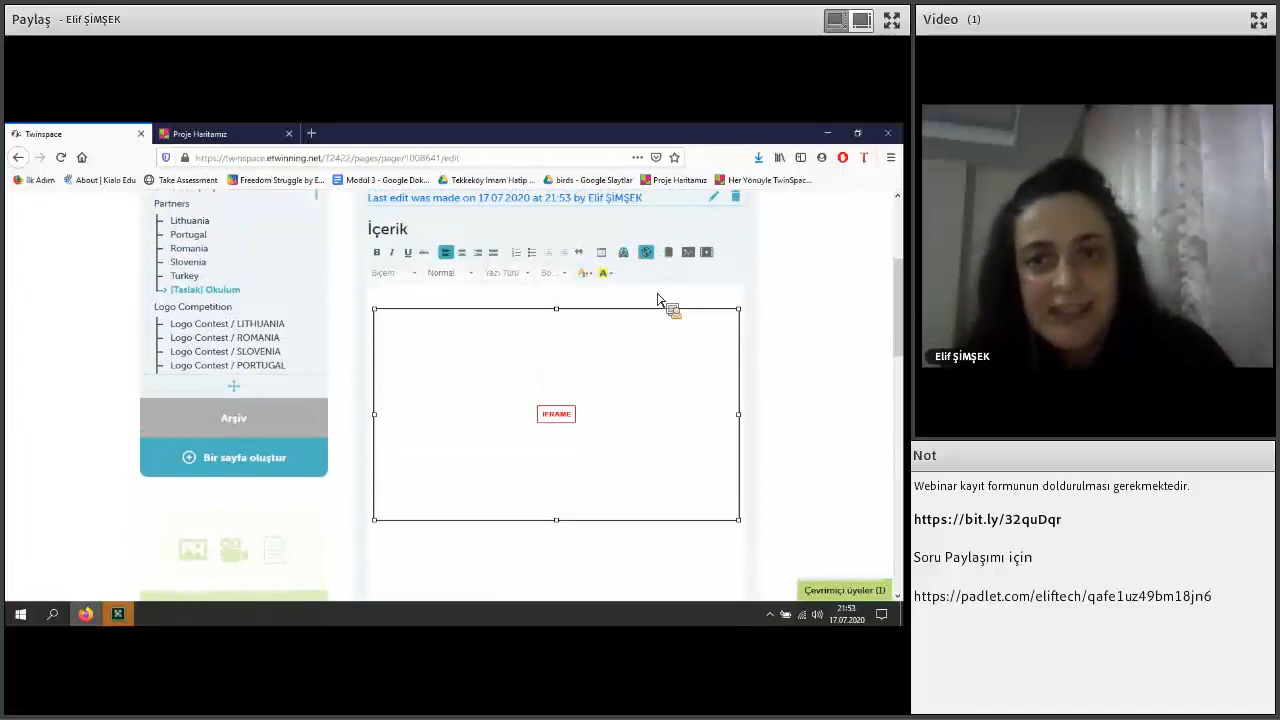 Paylaş - Elif ŞİMŞEK
Video (1)
Twinspace
Proje Haritamız
https://twinspace.etwinning.net/72422/pages/page/1008641/edit
İlk Adım
About | Kialo Edu
Take Assessment
Freedom Struggle by E...
Modül 3 - Google Dok...
Tekkeköy İmam Hatip ...
birds - Google Slaytlar
Proje Haritamız
Her Yönüyle TwinSpac...
Partners
Lithuania
Portugal
Romania
Slovenia
Turkey
[Taslak] Okulum
Logo Competition
Logo Contest / LITHUANIA
Logo Contest / ROMANIA
Logo Contest / SLOVENIA
Logo Contest / PORTUGAL
Arşiv
Bir sayfa oluştur
Last edit was made on 17.07.2020 at 21:53 by Elif ŞİMŞEK
İçerik
B I U abc
Biçem Normal Yazı Türü Bo... A A
IFRAME
Çevrimiçi üyeler (1)
21:53
17.07.2020
Elif ŞİMŞEK
Not
Webinar kayıt formunun doldurulması gerekmektedir.
https://bit.ly/32quDqr
Soru Paylaşımı için
https://padlet.com/eliftech/qafe1uz49bm18jn6